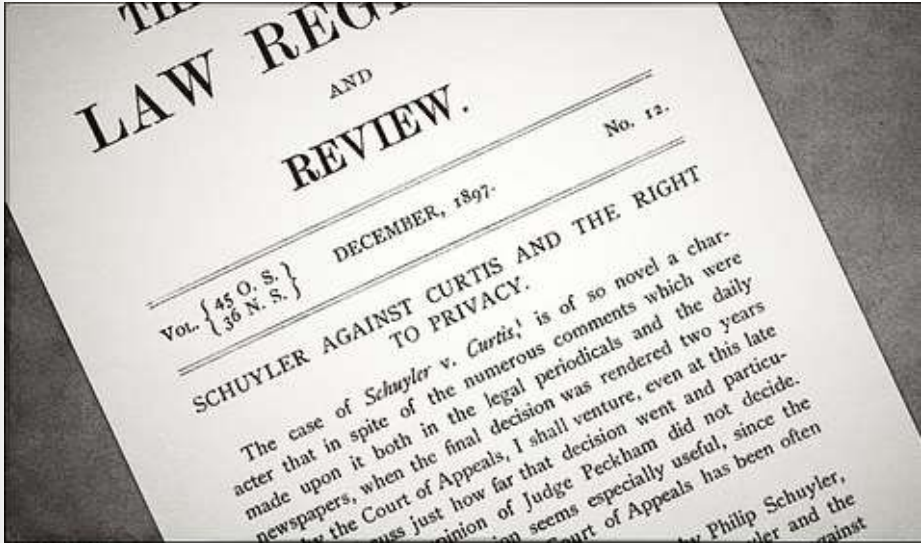 LAW REGI
AND
REVIEW.
VOL. { 45 O. S. } DECEMBER, 1897. No. 12.
{ 36 N. S. }
SCHUYLER AGAINST CURTIS AND THE RIGHT
TO PRIVACY.
The case of Schuyler v. Curtis,¹ is of so novel a char-
acter that in spite of the numerous comments which were
made upon it both in the legal periodicals and the daily
newspapers, when the final decision was rendered two years
by the Court of Appeals, I shall venture, even at this late
just how far that decision went and particu-
opinion of Judge Peckham did not decide.
seems especially useful, since the
Court of Appeals has been often
by Philip Schuyler,
and the
against